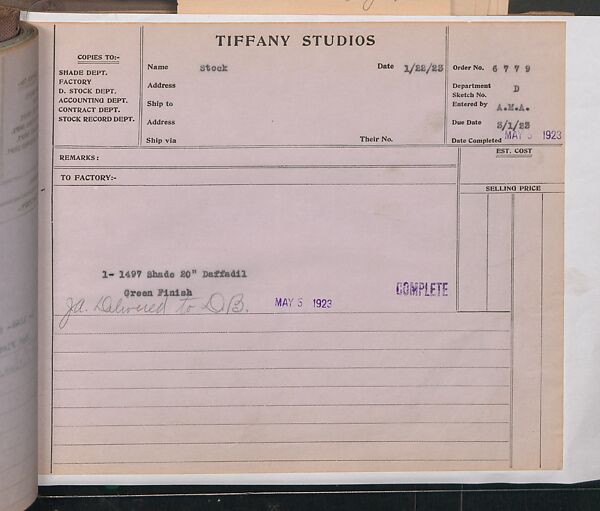 TIFFANY STUDIOS
COPIES TO:-
SHADE DEPT.
FACTORY
D. STOCK DEPT.
ACCOUNTING DEPT.
CONTRACT DEPT.
STOCK RECORD DEPT.
Name Stock Date 1/22/23
Address
Ship to
Address
Ship via Their No.
Order No. 6779
Department D
Sketch No.
Entered by A.M.A.
Due Date 3/1/23
Date Completed MAY 5 1923
REMARKS:
EST. COST
TO FACTORY:-
SELLING PRICE
1- 1497 Shade 20" Daffadil
Green Finish
COMPLETE
JA. Delivered to D.B. MAY 5 1923